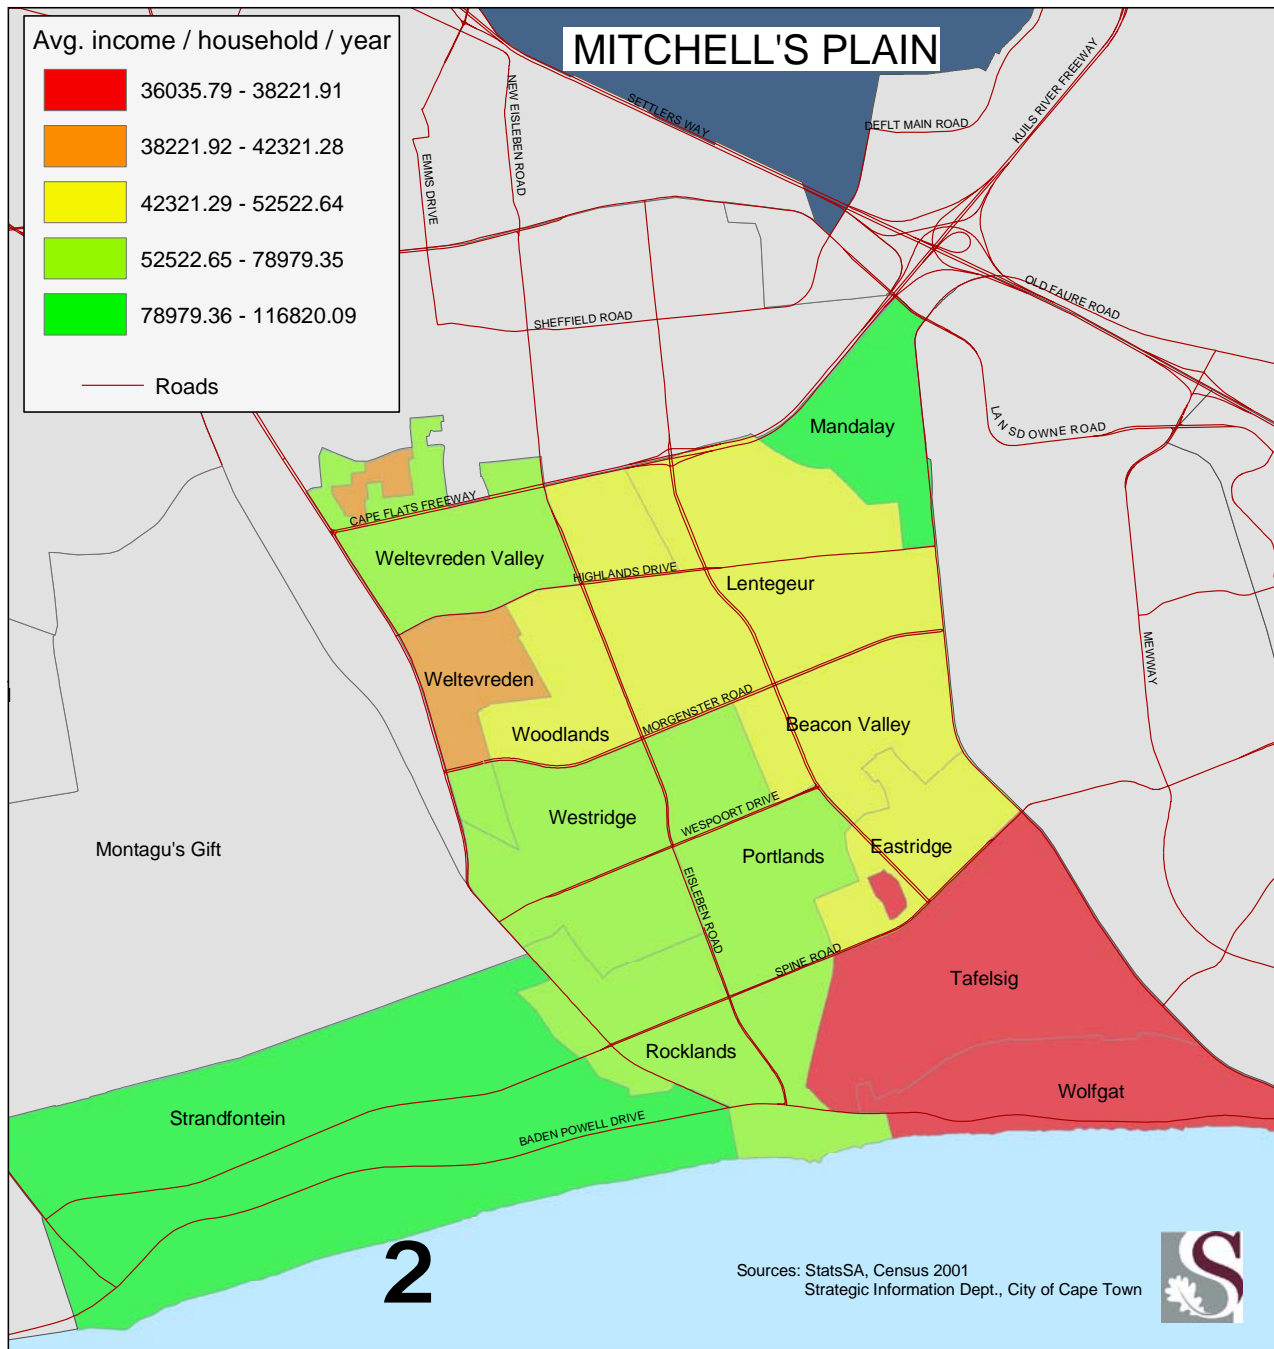 MITCHELL'S PLAIN
Avg. income / household / year
36035.79 - 38221.91
38221.92 - 42321.28
42321.29 - 52522.64
52522.65 - 78979.35
78979.36 - 116820.09
Roads
SETTLERS WAY
DEFLT MAIN ROAD
KUILS RIVER FREEWAY
NEW EISLEBEN ROAD
EMMS DRIVE
OLD FAURE ROAD
SHEFFIELD ROAD
LANSDOWNE ROAD
Mandalay
CAPE FLATS FREEWAY
Weltevreden Valley
HIGHLANDS DRIVE
Lentegeur
MEWWAY
Weltevreden
MORGENSTER ROAD
Woodlands
Beacon Valley
Westridge
WESPOORT DRIVE
Montagu's Gift
Portlands
Eastridge
EISLEBEN ROAD
SPINE ROAD
Tafelsig
Rocklands
Wolfgat
Strandfontein
BADEN POWELL DRIVE
2
Sources: StatsSA, Census 2001
Strategic Information Dept., City of Cape Town
S